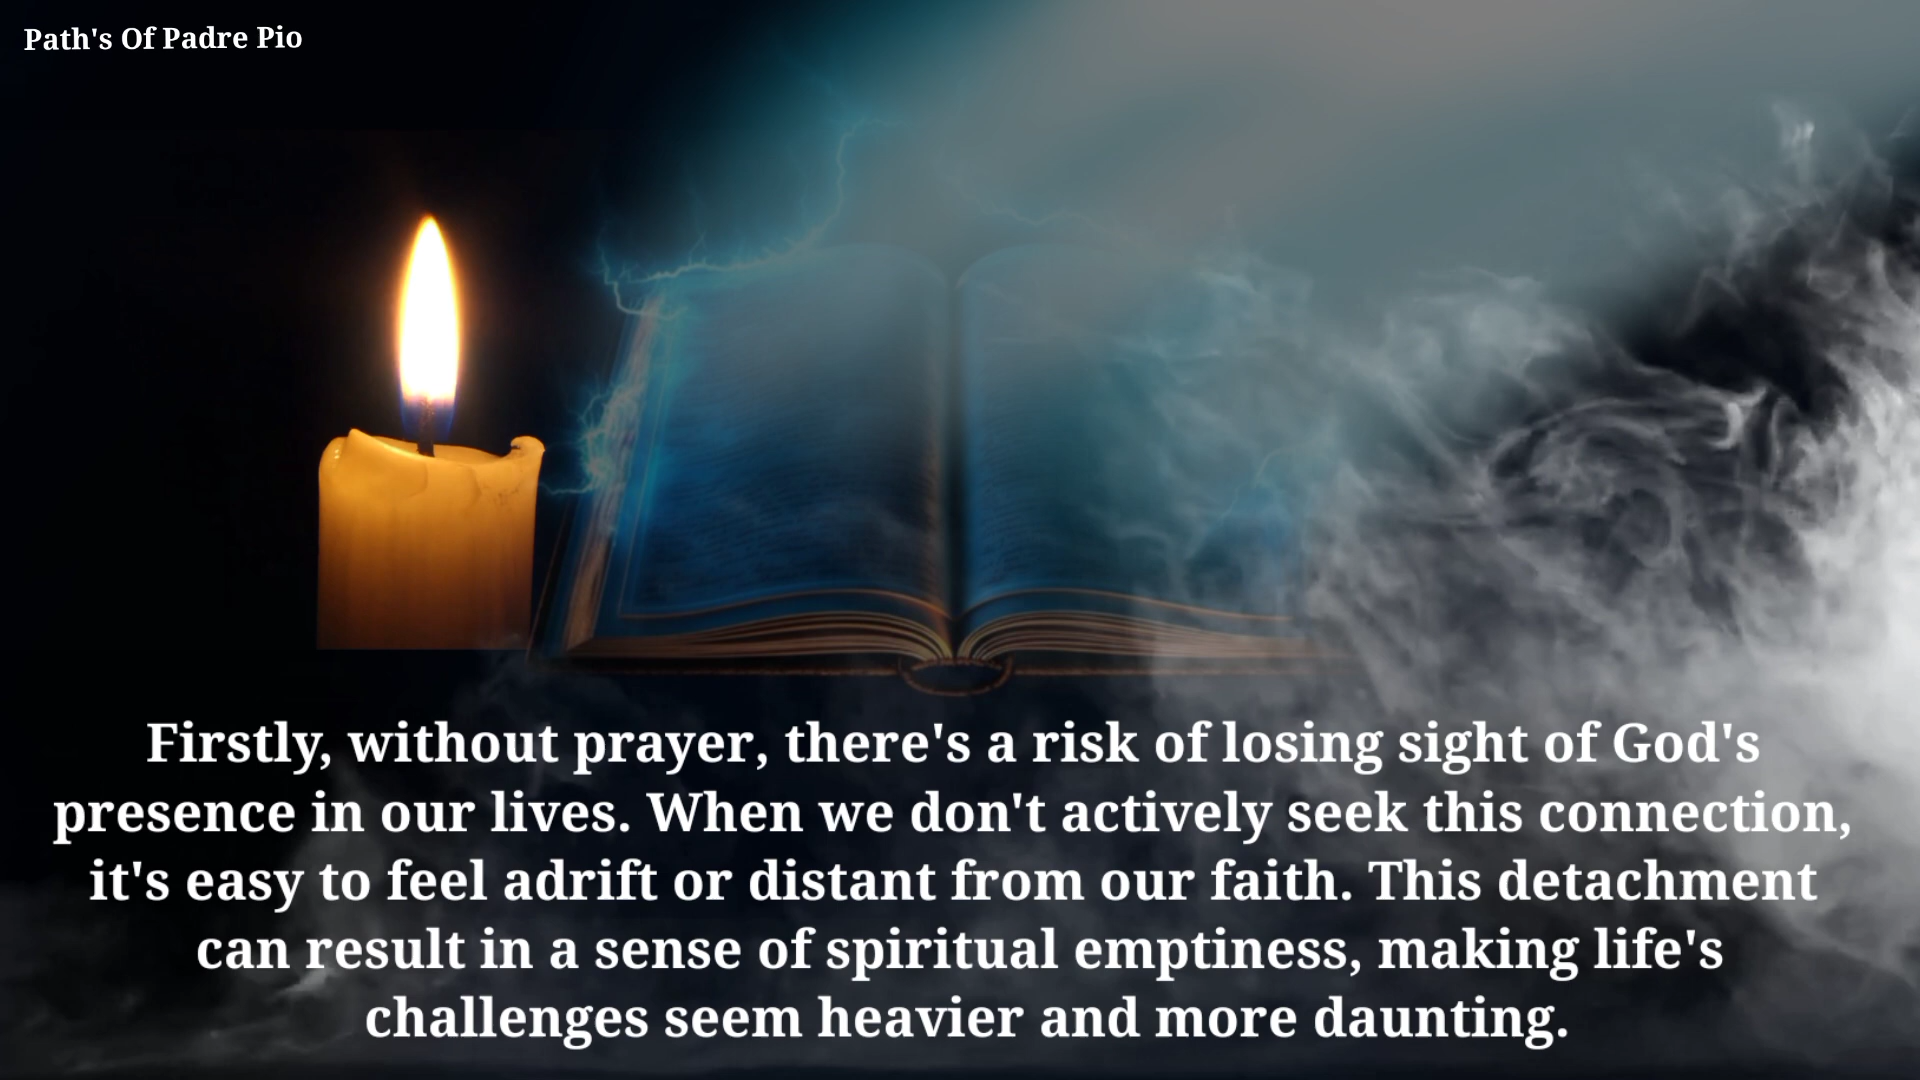 Path's Of Padre Pio
Firstly, without prayer, there's a risk of losing sight of God's
presence in our lives. When we don't actively seek this connection,
it's easy to feel adrift or distant from our faith. This detachment
can result in a sense of spiritual emptiness, making life's
challenges seem heavier and more daunting.